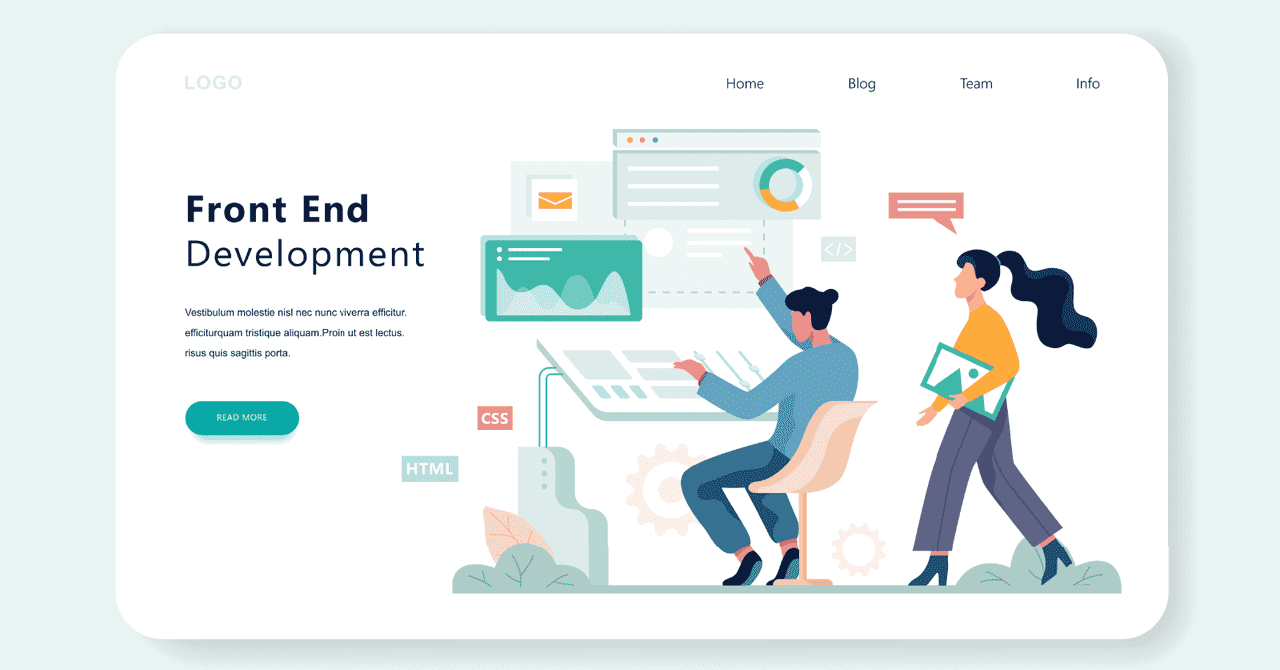 LOGO
Home Blog Team Info
Front End
Development
Vestibulum molestie nisl nec nunc viverra efficitur.
efficiturquam tristique aliquam.Proin ut est lectus.
risus quis sagittis porta.
READ MORE
</>
CSS
HTML